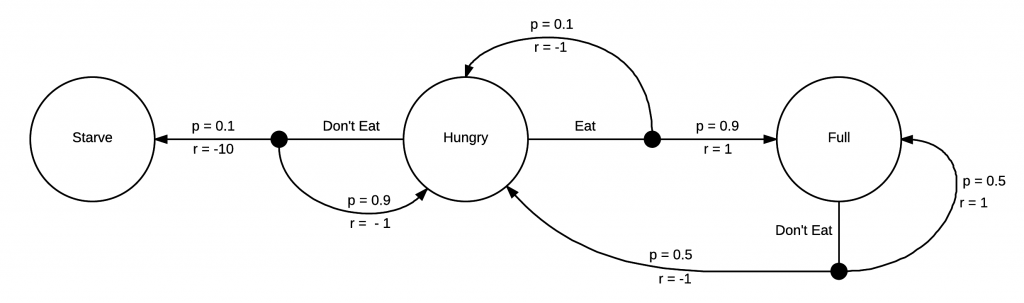 p = 0.1
r = -1
p = 0.1
Don't Eat
Eat
p = 0.9
Starve
Hungry
Full
r = -10
r = 1
p = 0.5
r = 1
p = 0.9
r = - 1
Don't Eat
p = 0.5
r = -1